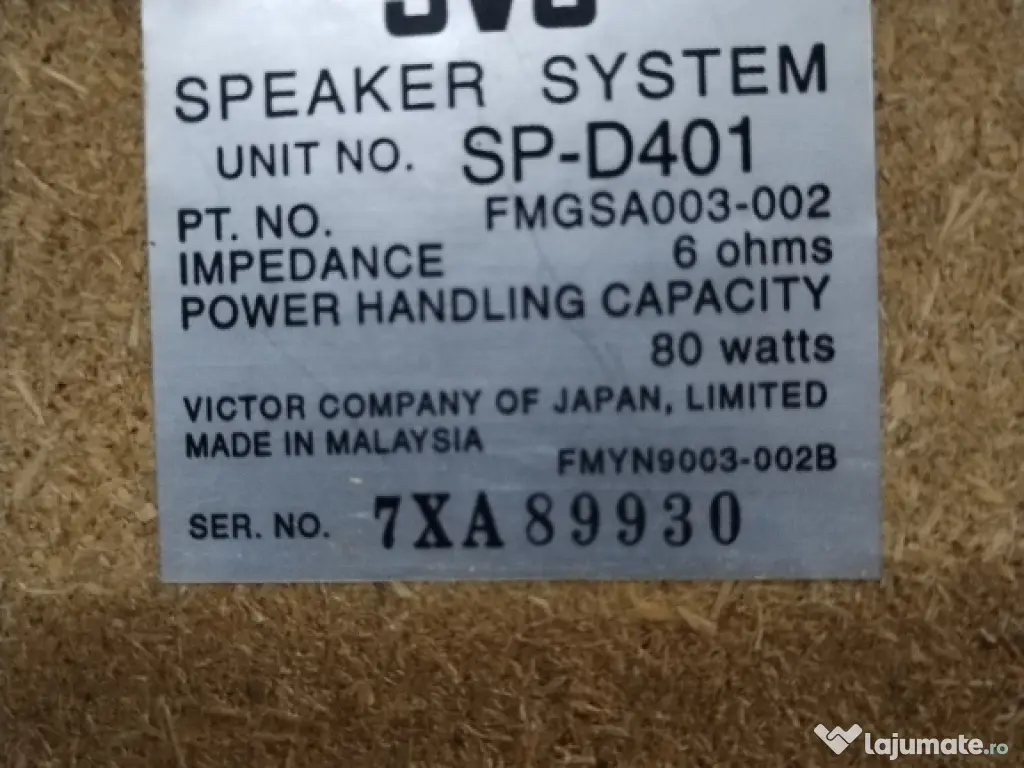 JVC
SPEAKER SYSTEM
UNIT NO. SP-D401
PT. NO. FMGSA003-002
IMPEDANCE 6 ohms
POWER HANDLING CAPACITY
80 watts
VICTOR COMPANY OF JAPAN, LIMITED
MADE IN MALAYSIA
FMYN9003-002B
SER. NO. 7XA89930
lajumate.ro